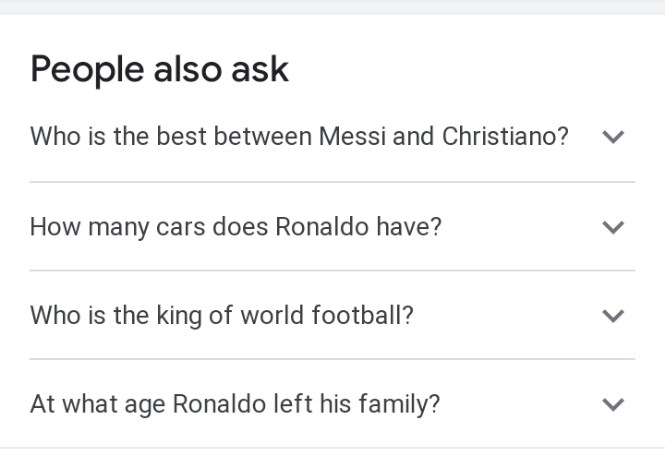 People also ask
Who is the best between Messi and Christiano?
How many cars does Ronaldo have?
Who is the king of world football?
At what age Ronaldo left his family?